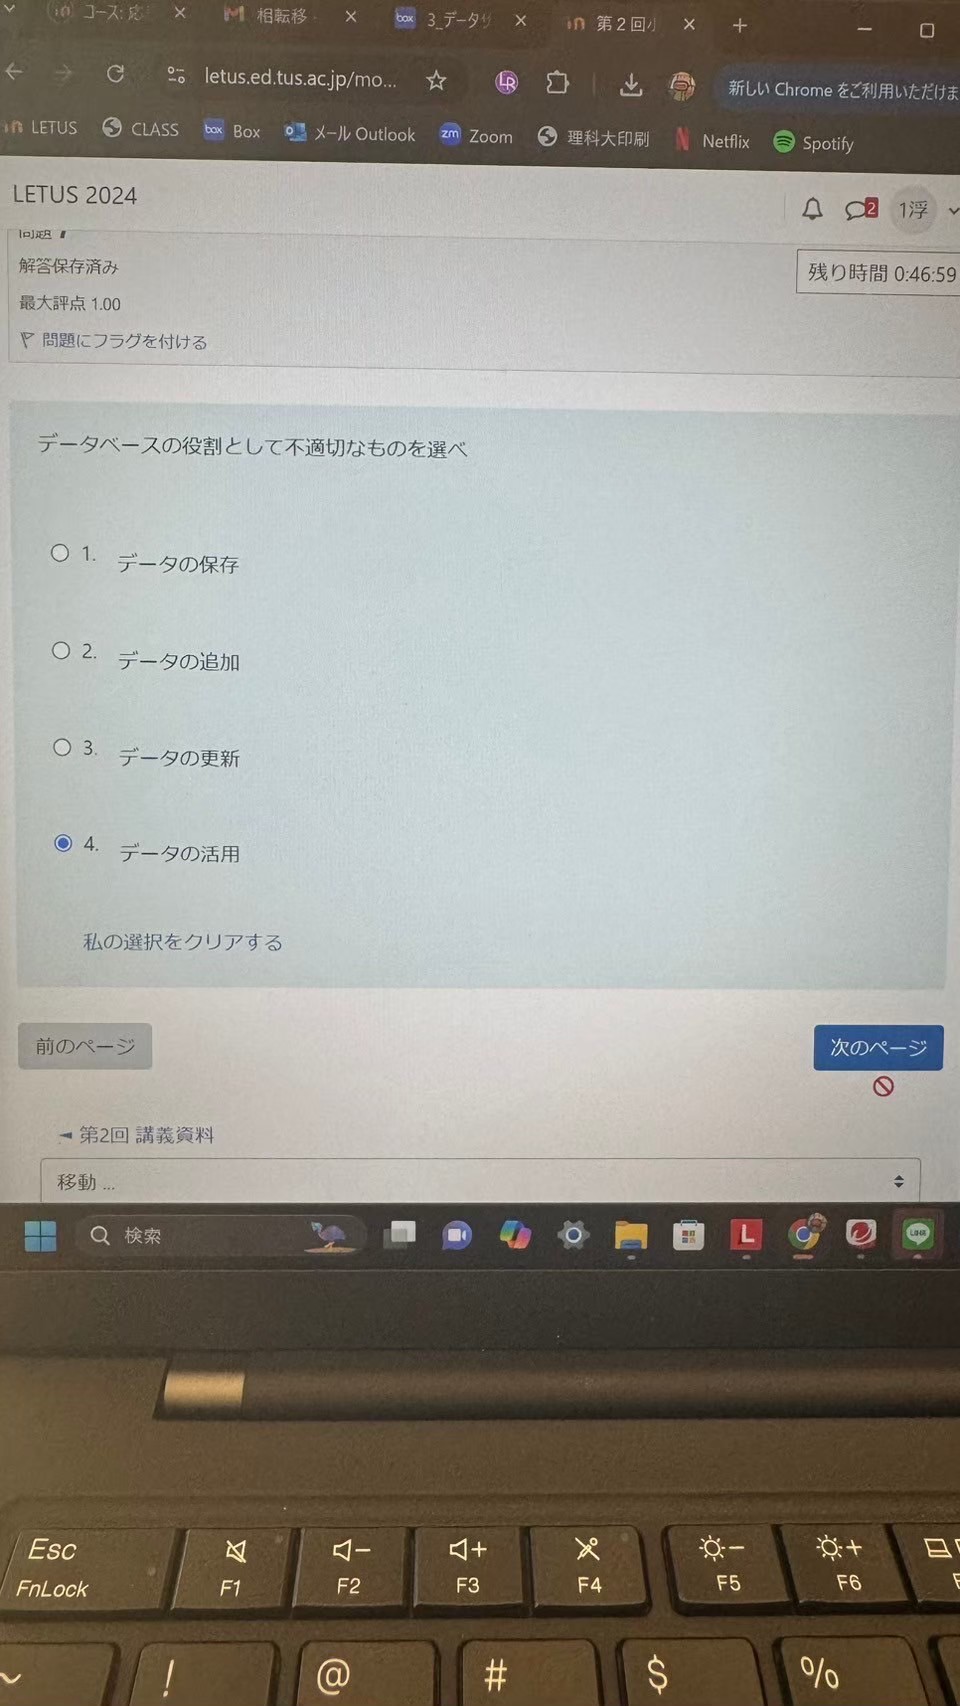 コース: 応
相転移
box 3_データサ
第2回小
letus.ed.tus.ac.jp/mo...
LR
新しい Chrome をご利用いただけま
LETUS
CLASS
box Box
メール Outlook
zm Zoom
理科大印刷
Netflix
Spotify
LETUS 2024
2
1浮
問題 7
解答保存済み
最大評点 1.00
問題にフラグを付ける
残り時間 0:46:59
データベースの役割として不適切なものを選べ
1. データの保存
2. データの追加
3. データの更新
4. データの活用
私の選択をクリアする
前のページ
次のページ
◄ 第2回 講義資料
移動 ...
検索
L
LINE
Esc
FnLock
F1
F2
F3
F4
F5
F6
~
!
@
#
$
%